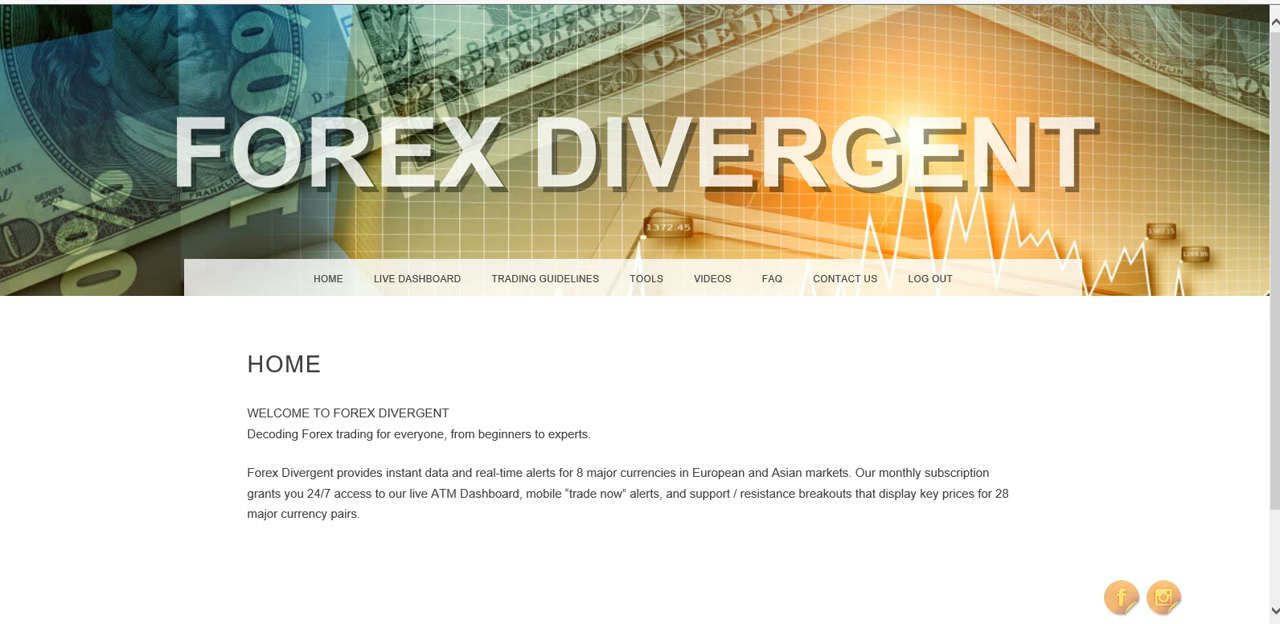 FOREX DIVERGENT
1372.45
HOME LIVE DASHBOARD TRADING GUIDELINES TOOLS VIDEOS FAQ CONTACT US LOG OUT
HOME
WELCOME TO FOREX DIVERGENT
Decoding Forex trading for everyone, from beginners to experts.
Forex Divergent provides instant data and real-time alerts for 8 major currencies in European and Asian markets. Our monthly subscription
grants you 24/7 access to our live ATM Dashboard, mobile “trade now” alerts, and support / resistance breakouts that display key prices for 28
major currency pairs.